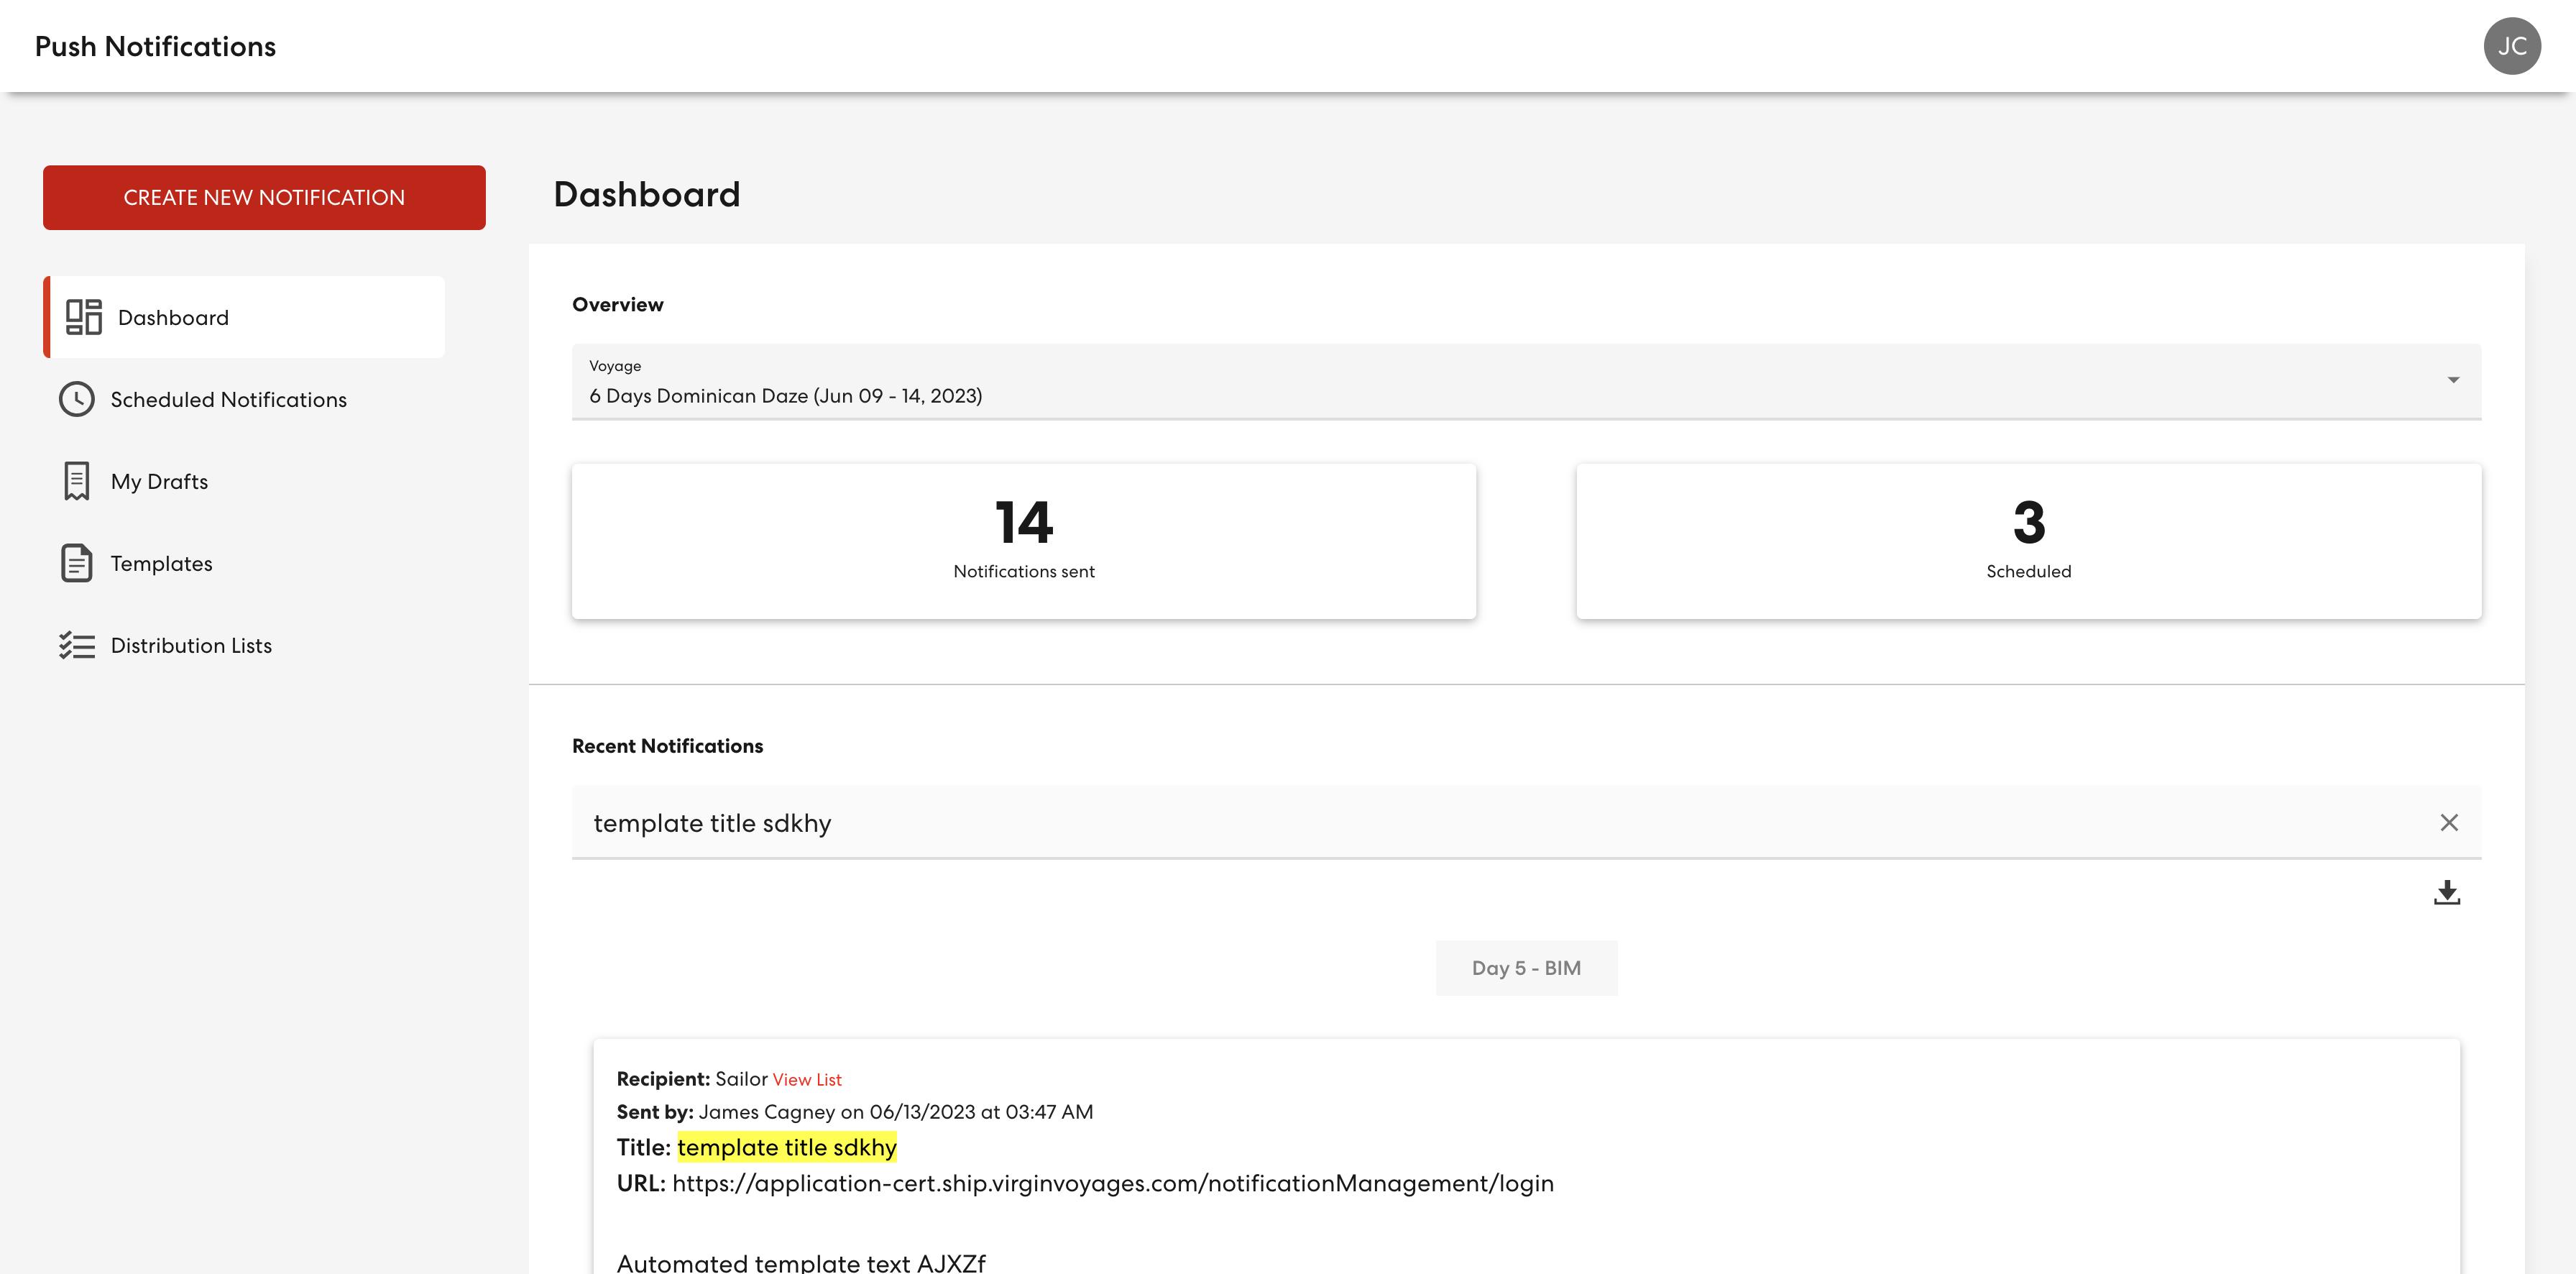 Push Notifications
JC
CREATE NEW NOTIFICATION
Dashboard
Scheduled Notifications
My Drafts
Templates
Distribution Lists
Dashboard
Overview
Voyage
6 Days Dominican Daze (Jun 09 - 14, 2023)
14
Notifications sent
3
Scheduled
Recent Notifications
template title sdkhy
Day 5 - BIM
Recipient: Sailor View List
Sent by: James Cagney on 06/13/2023 at 03:47 AM
Title: template title sdkhy
URL: https://application-cert.ship.virginvoyages.com/notificationManagement/login
Automated template text AJXZf